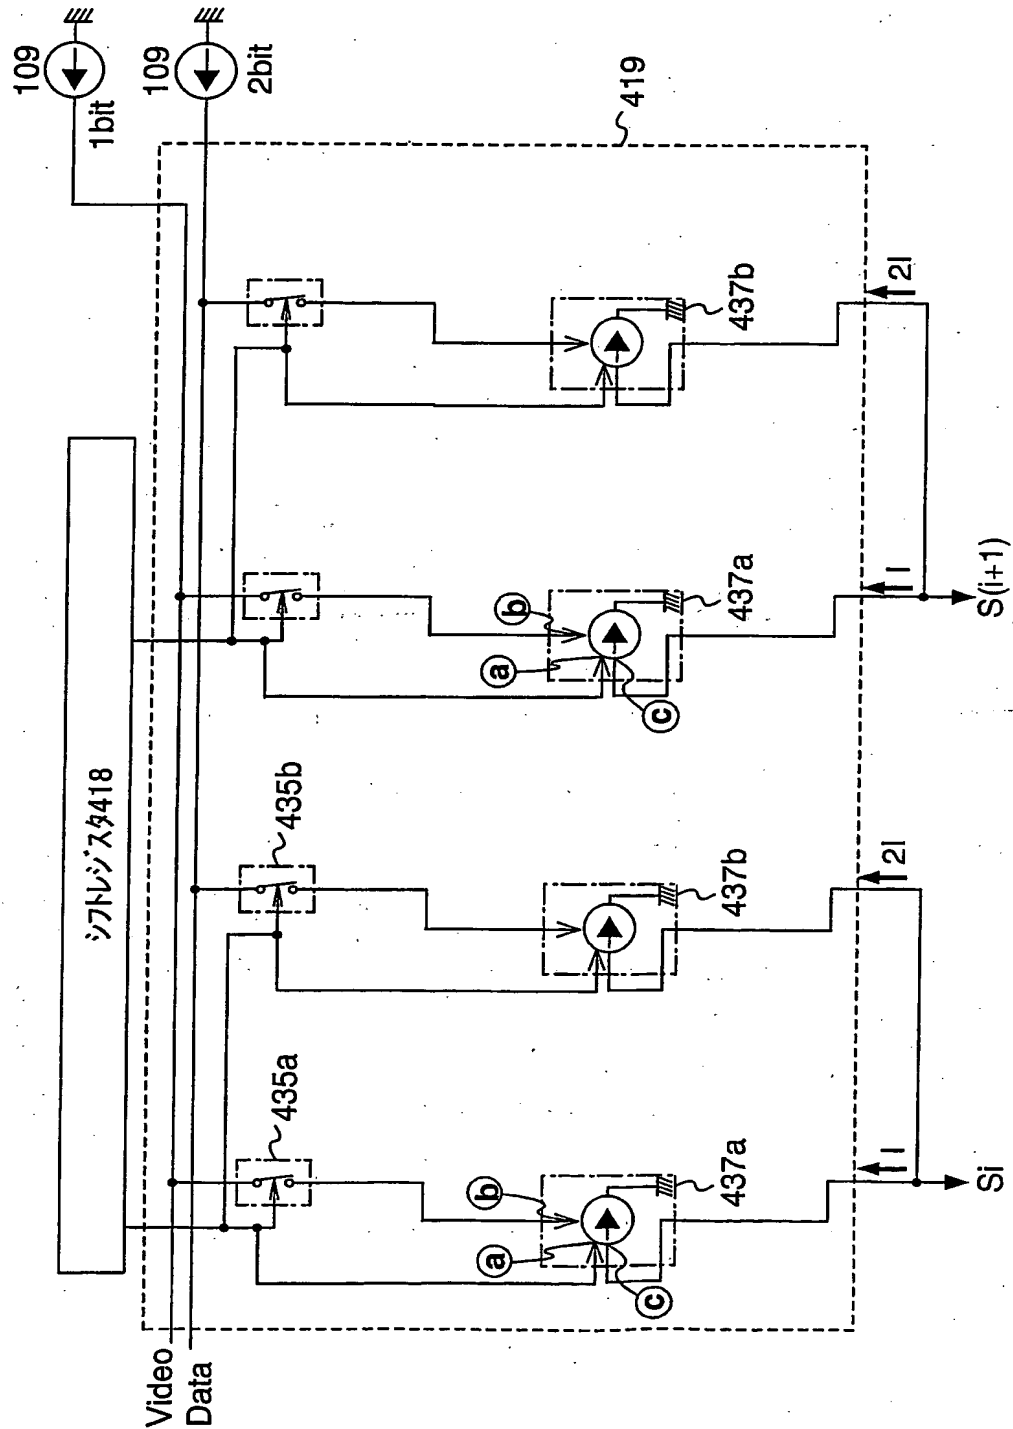 シフトレジスタ418
109
1bit
109
2bit
Video
Data
419
435a
435b
a
b
c
437a
437b
a
b
c
437a
437b
I
2I
I
2I
Si
S(i+1)